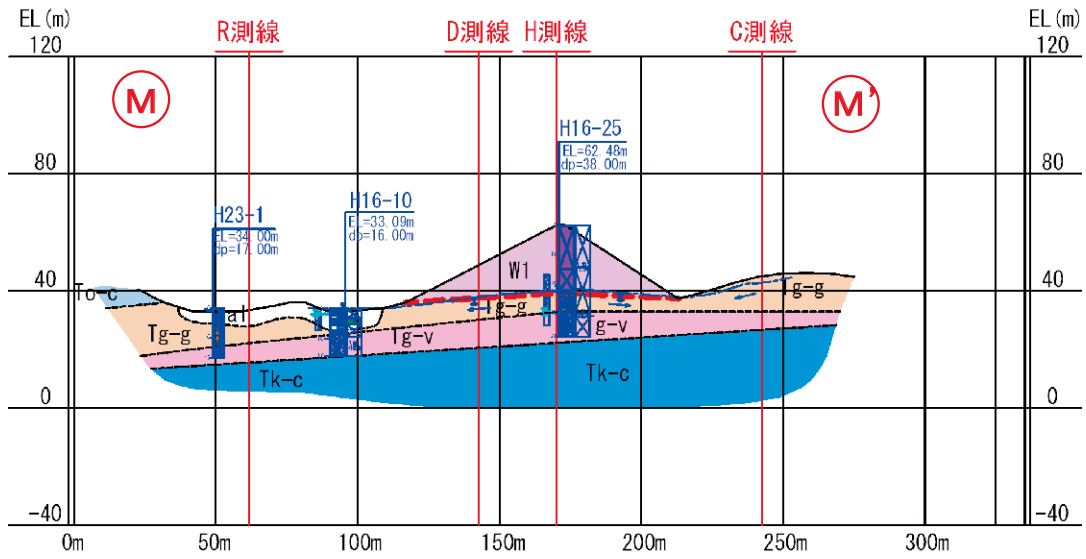 EL(m)
EL(m)
R測線
D測線
H測線
C測線
120
120
M
M'
H16-25
EL=62.48m
dp=38.00m
80
80
H16-10
EL=33.09m
dp=16.00m
H23-1
EL=34.00m
dp=17.00m
W1
40
40
To-c
al
Tg-g
Tg-g
Tg-g
Tg-v
g-v
Tk-c
Tk-c
0
0
-40
-40
0m
50m
100m
150m
200m
250m
300m